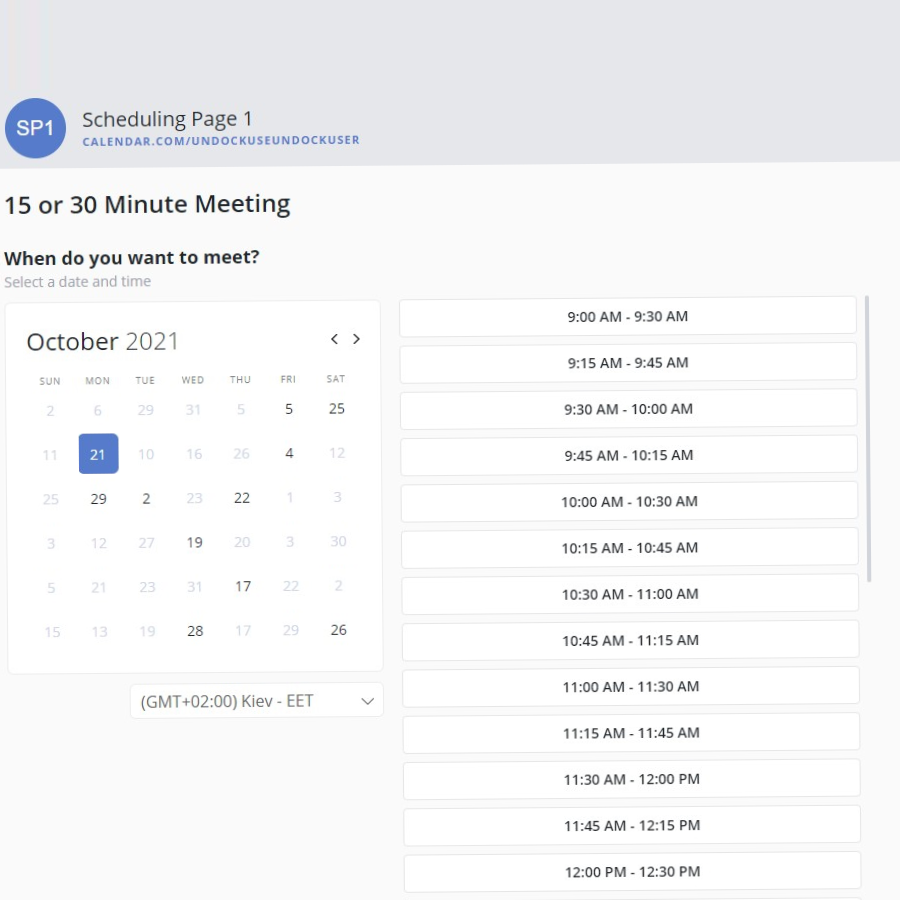 SP1
Scheduling Page 1
CALENDAR.COM/UNDOCKUSEUNDOCKUSER
15 or 30 Minute Meeting
When do you want to meet?
Select a date and time
October 2021
SUN MON TUE WED THU FRI SAT
2 6 29 31 5 5 25
11 21 10 16 26 4 12
25 29 2 23 22 1 3
3 12 27 19 20 3 30
5 21 23 31 17 22 2
15 13 19 28 17 29 26
(GMT+02:00) Kiev - EET
9:00 AM - 9:30 AM
9:15 AM - 9:45 AM
9:30 AM - 10:00 AM
9:45 AM - 10:15 AM
10:00 AM - 10:30 AM
10:15 AM - 10:45 AM
10:30 AM - 11:00 AM
10:45 AM - 11:15 AM
11:00 AM - 11:30 AM
11:15 AM - 11:45 AM
11:30 AM - 12:00 PM
11:45 AM - 12:15 PM
12:00 PM - 12:30 PM